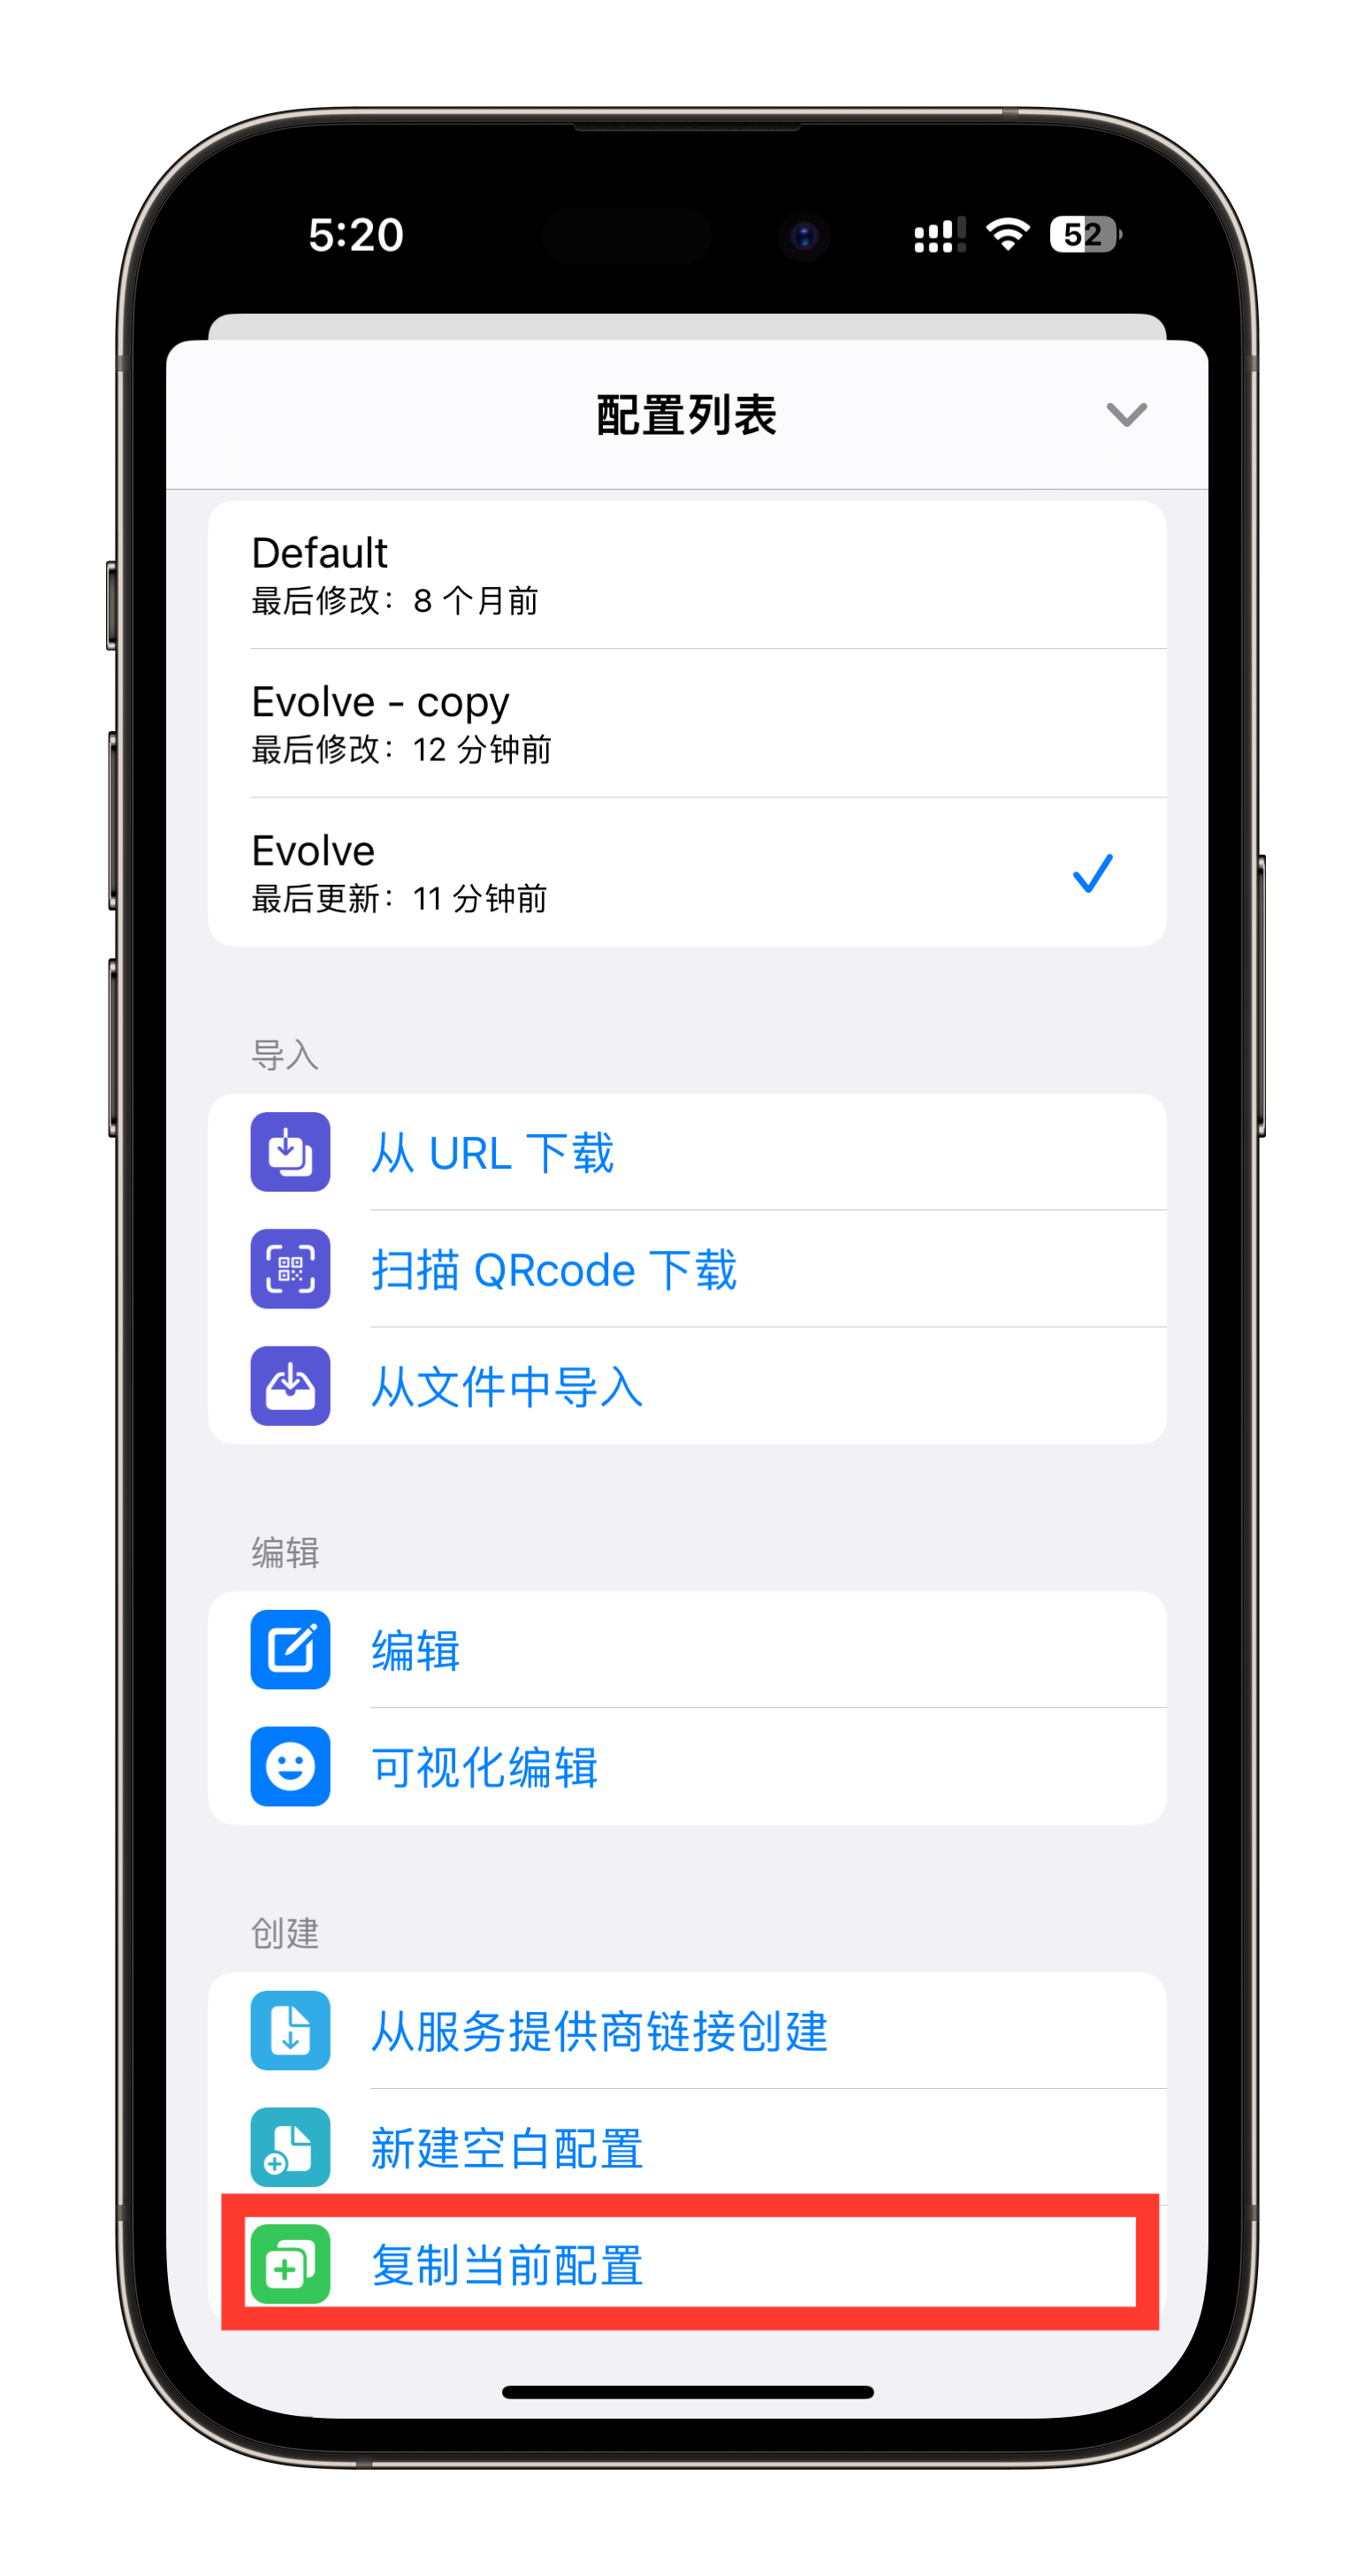 5:20
52
配置列表
Default
最后修改：8 个月前
Evolve - copy
最后修改：12 分钟前
Evolve
最后更新：11 分钟前
导入
从 URL 下载
扫描 QRcode 下载
从文件中导入
编辑
编辑
可视化编辑
创建
从服务提供商链接创建
新建空白配置
复制当前配置